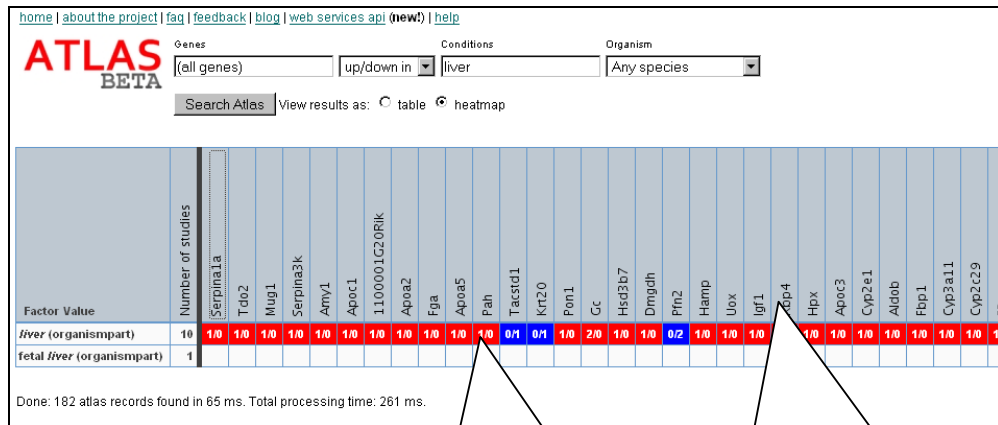 home | about the project | faq | feedback | blog | web services api (new!) | help
ATLAS
BETA
Genes Conditions Organism
(all genes) up/down in liver Any species
Search Atlas View results as: table heatmap
Factor Value Number of studies Serpina1a Tdo2 Mug1 Serpina3k Amy1 Apoc1 1100001G20Rik Apoa2 Fga Apoa5 Pah Tacstd1 Krt20 Pon1 Gc Hsd3b7 Dmgdh Pfn2 Hamp Uox Igf1 Hpx Apoc3 Cyp2e1 Aldob Fbp1 Cyp3a11 Cyp2c29
liver (organismpart) 10 1/0 1/0 1/0 1/0 1/0 1/0 1/0 1/0 1/0 1/0 1/0 0/1 0/1 1/0 2/0 1/0 1/0 0/2 1/0 1/0 1/0 1/0 1/0 1/0 1/0 1/0 1/0 1/0
fetal liver (organismpart) 1
Done: 182 atlas records found in 65 ms. Total processing time: 261 ms.